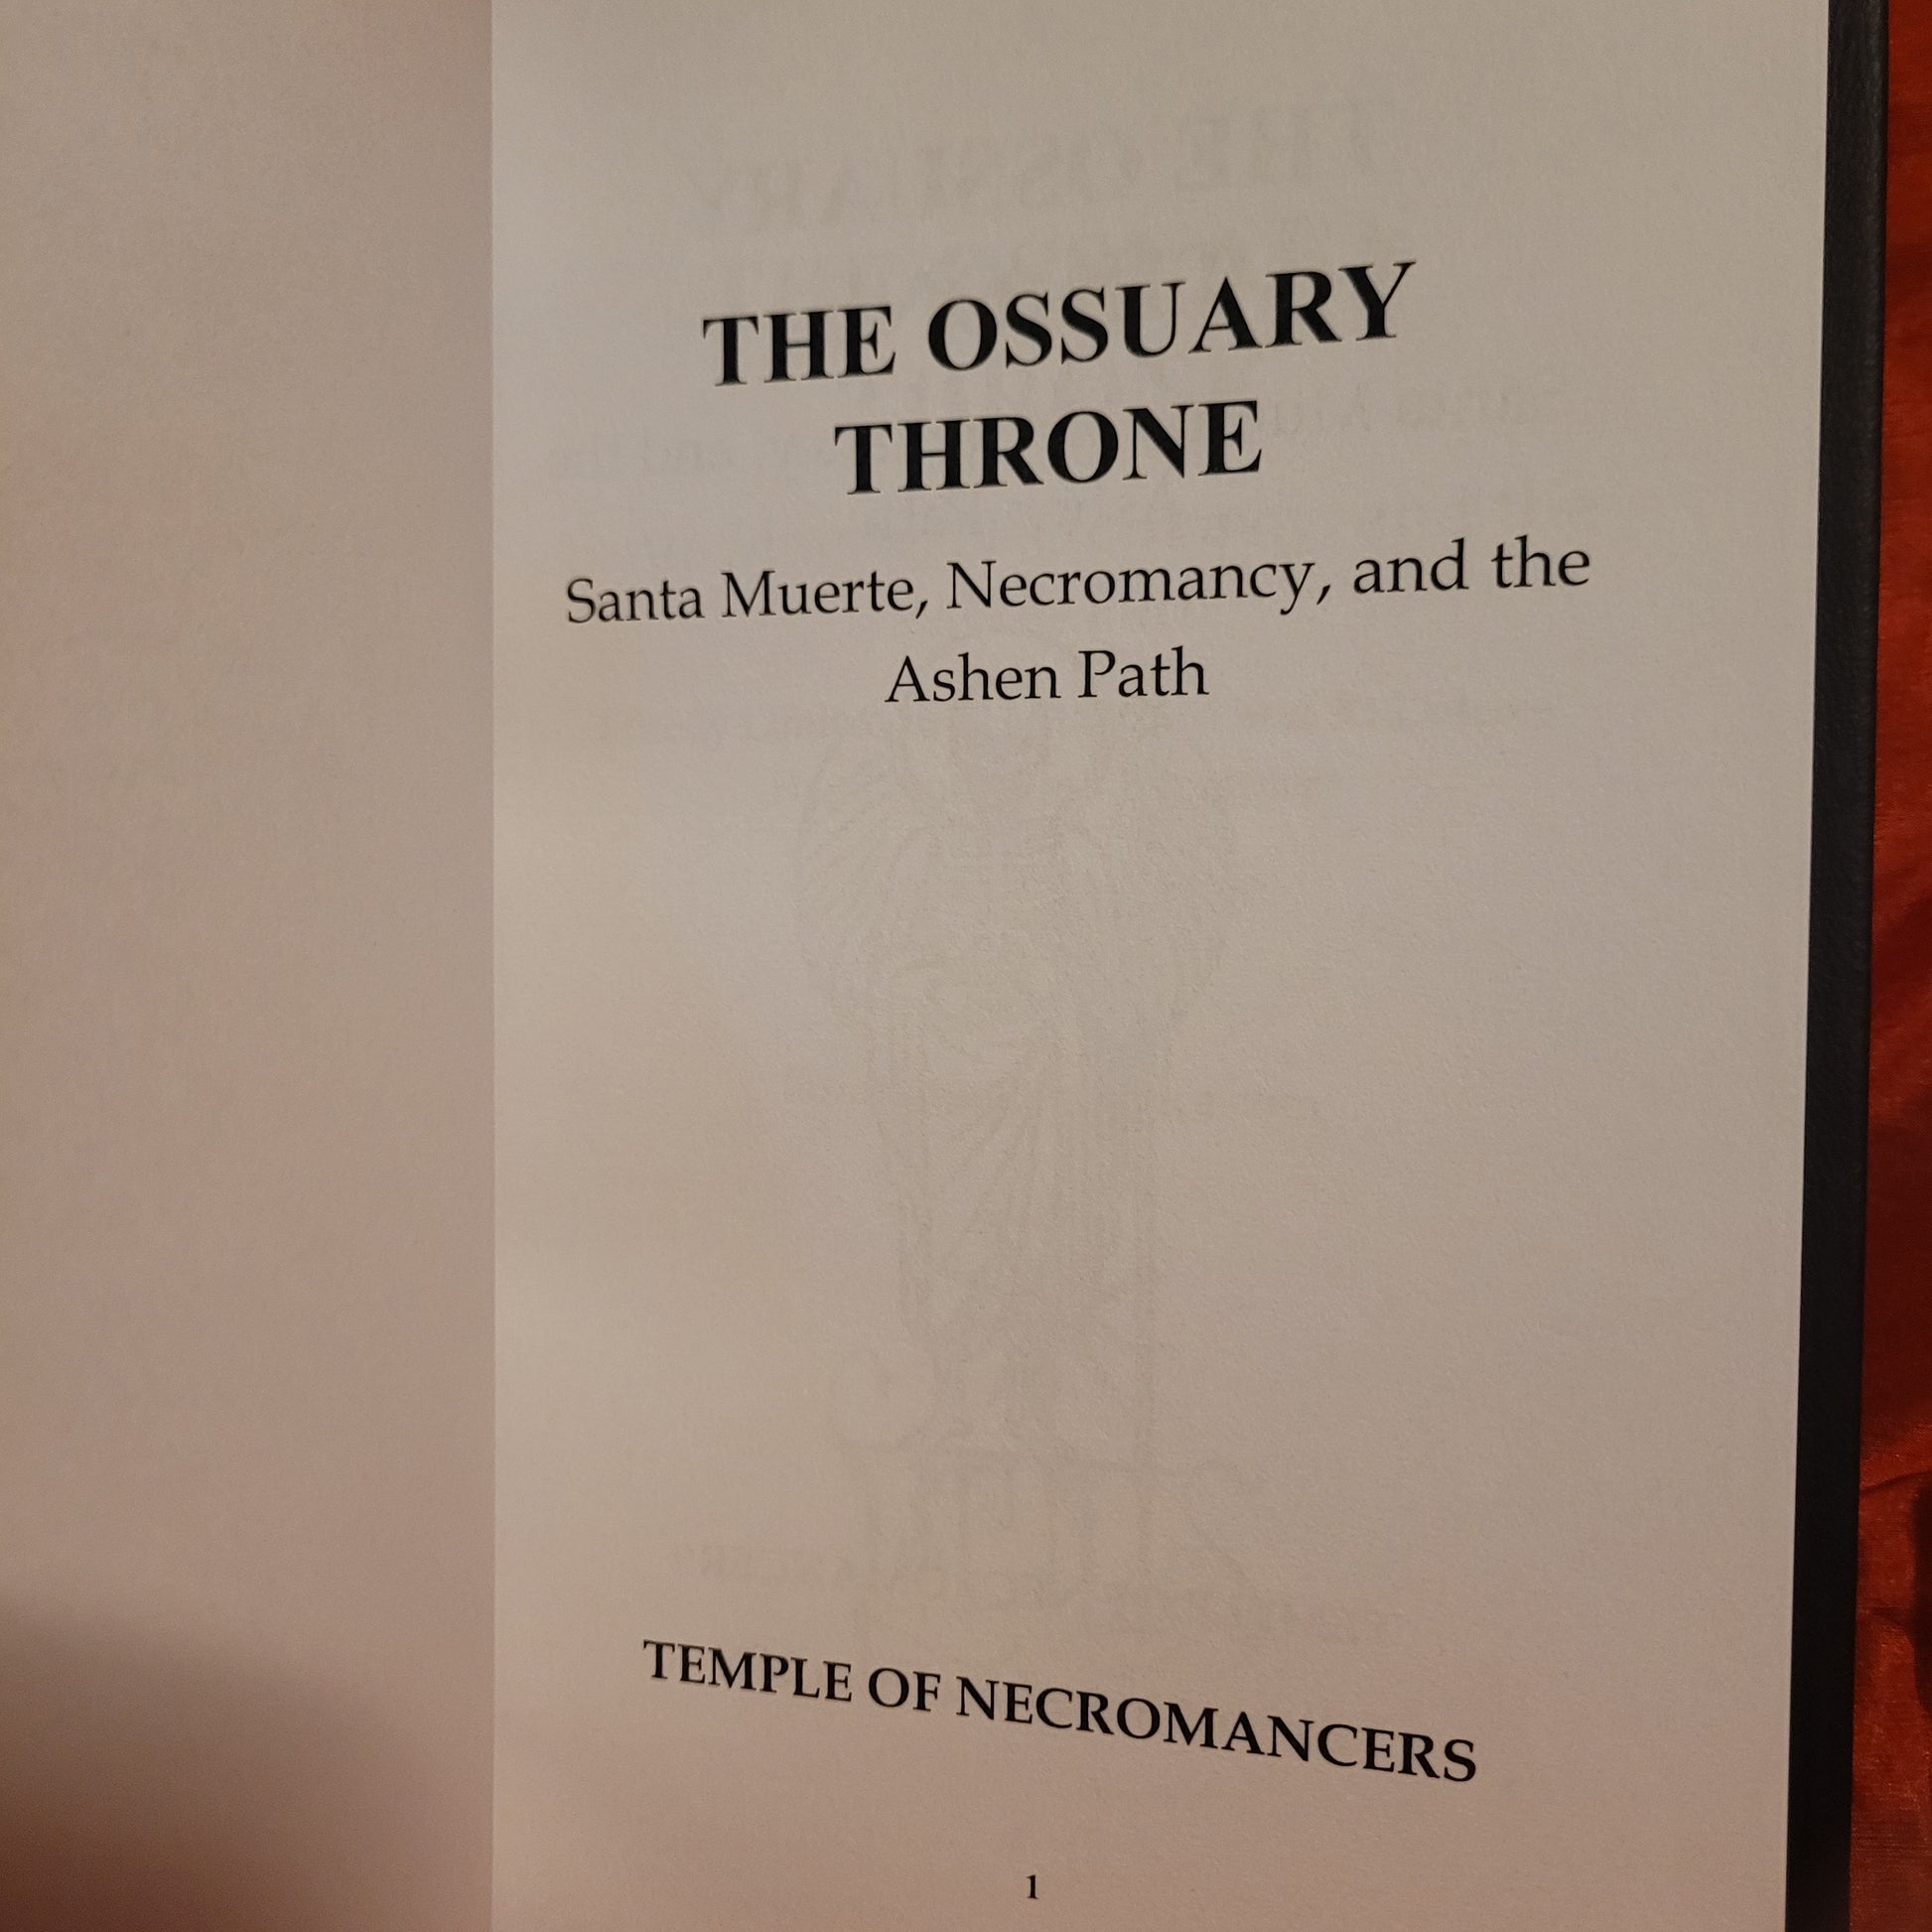 THE OSSUARY
THRONE
Santa Muerte, Necromancy, and the
Ashen Path
TEMPLE OF NECROMANCERS
1